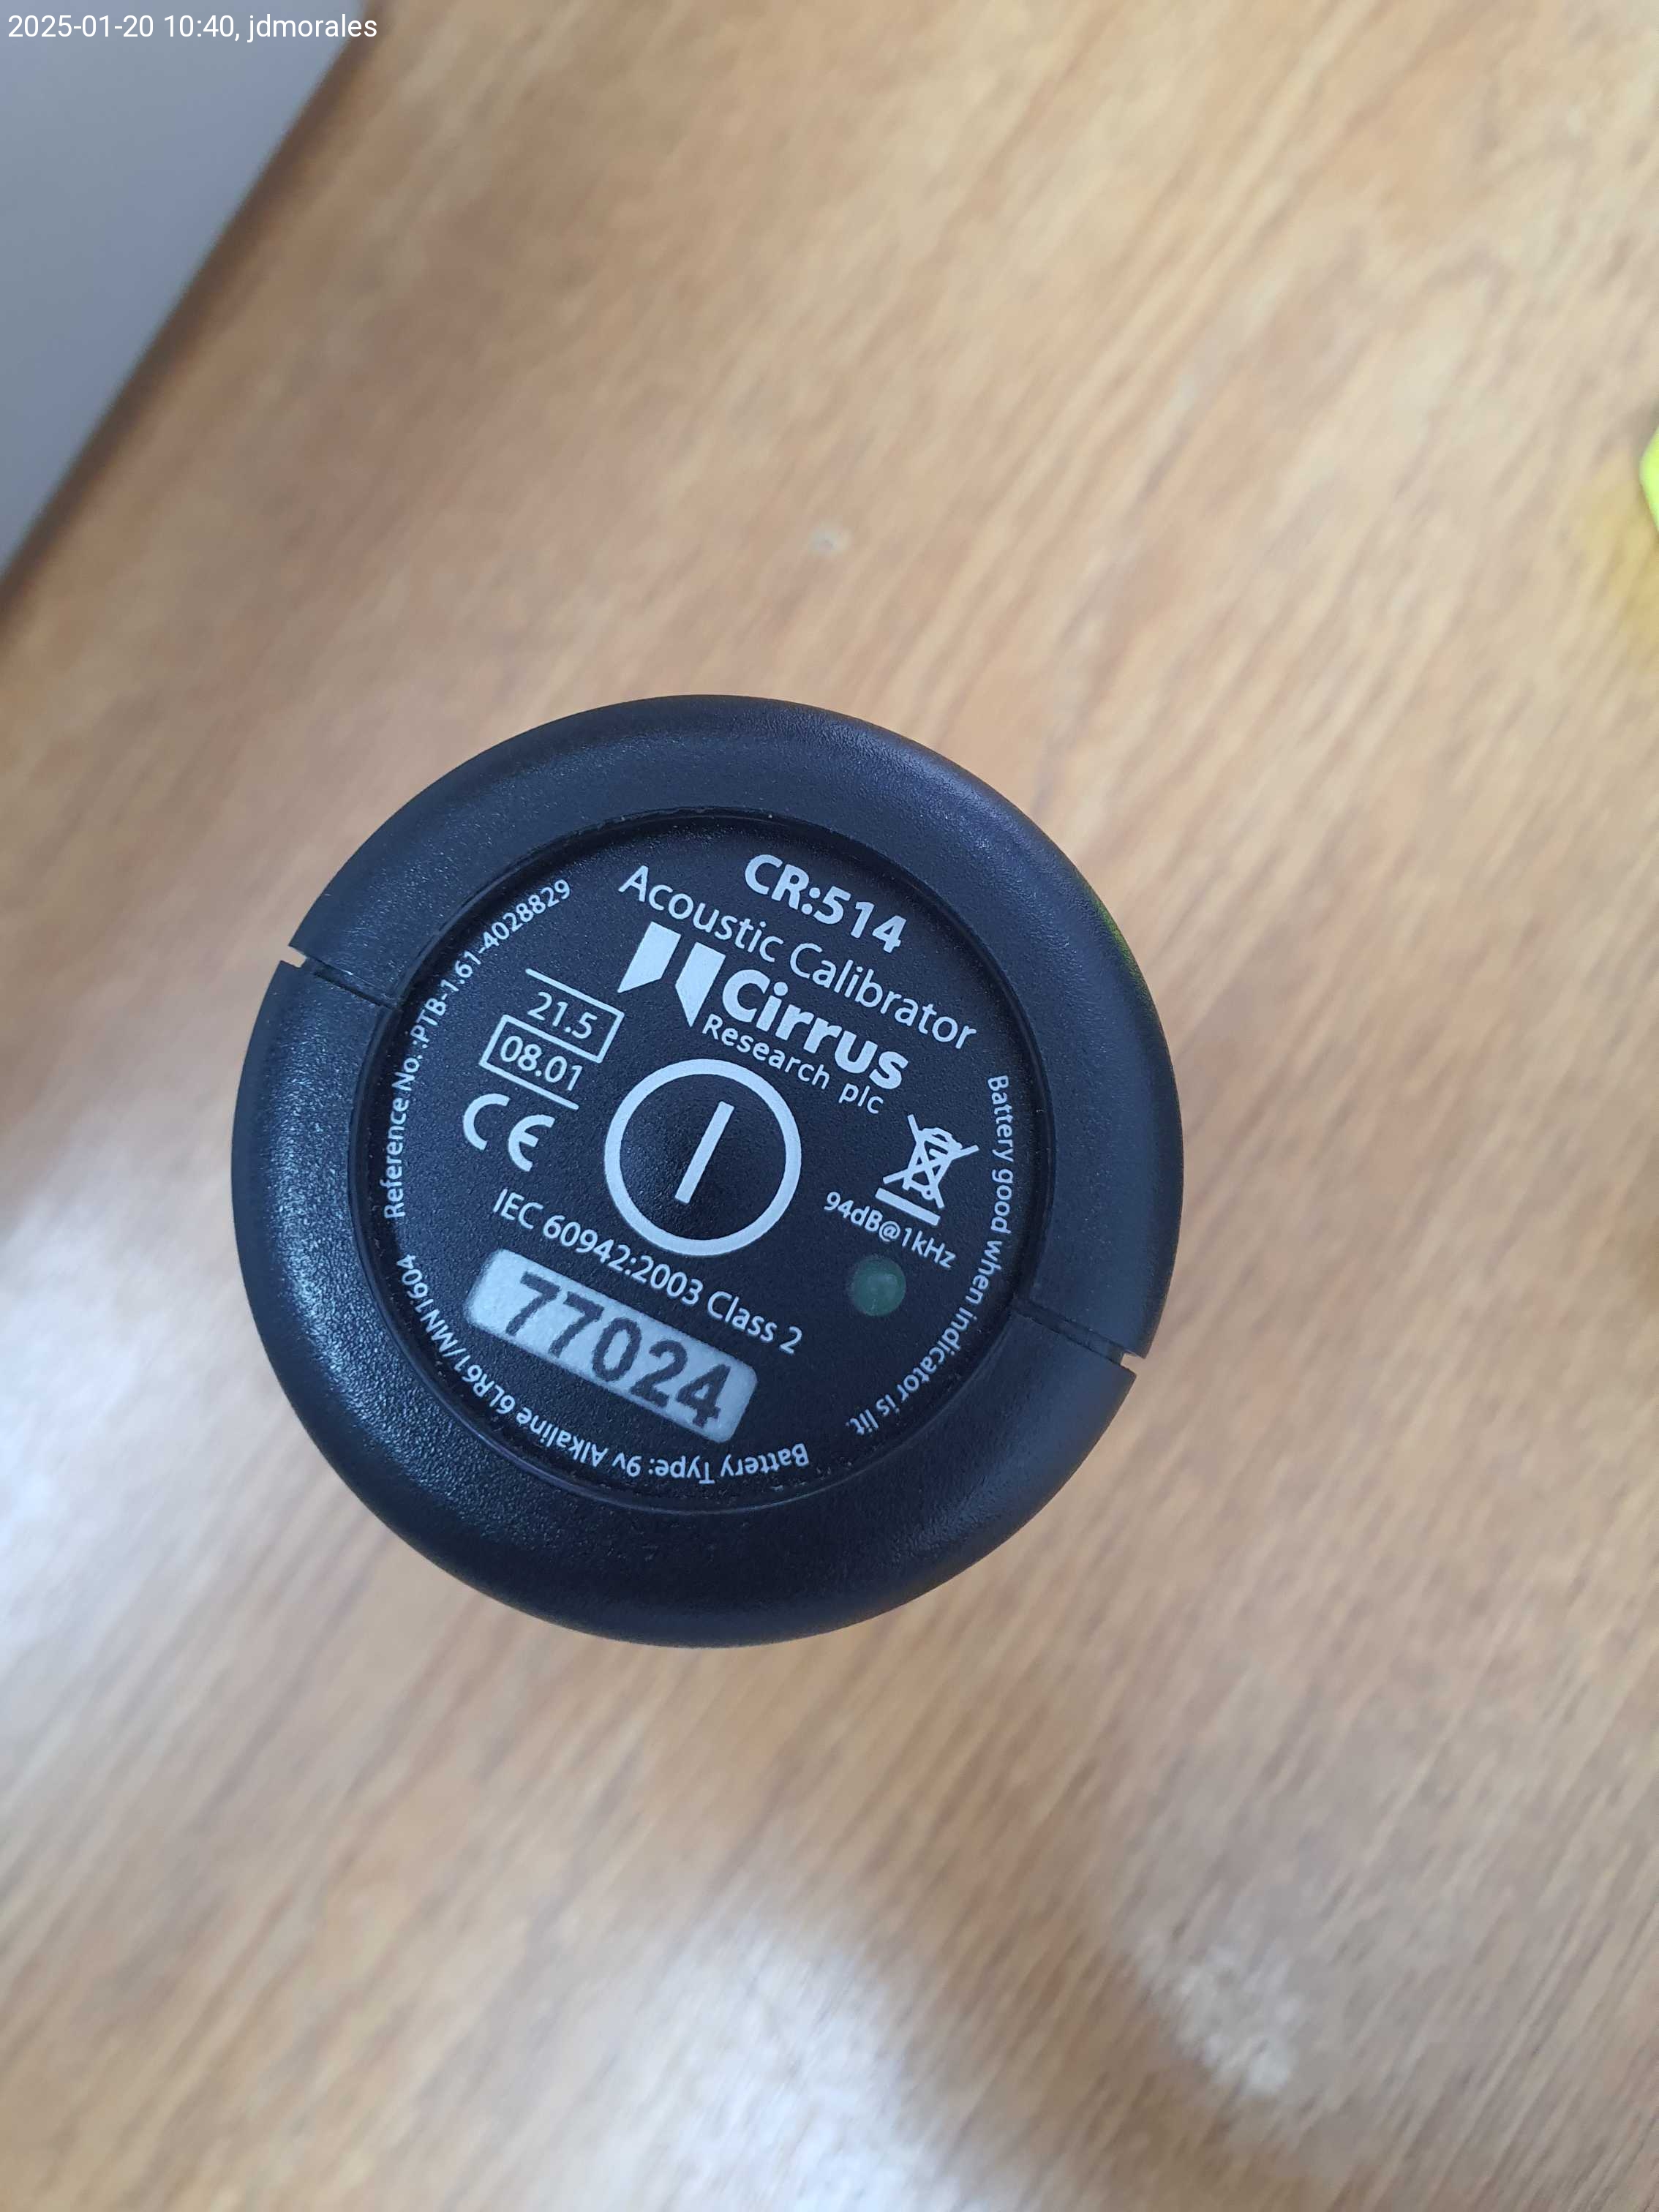 2025-01-20 10:40, jdmorales
CR:514
Acoustic Calibrator
Cirrus
Research plc
21.5
08.01
CE
94dB@1kHz
IEC 60942:2003 Class 2
77024
Reference No. :PTB-1.61-4028829
Battery good when indicator is lit.
Battery Type: 9v Alkaline 6LR61/MN1604